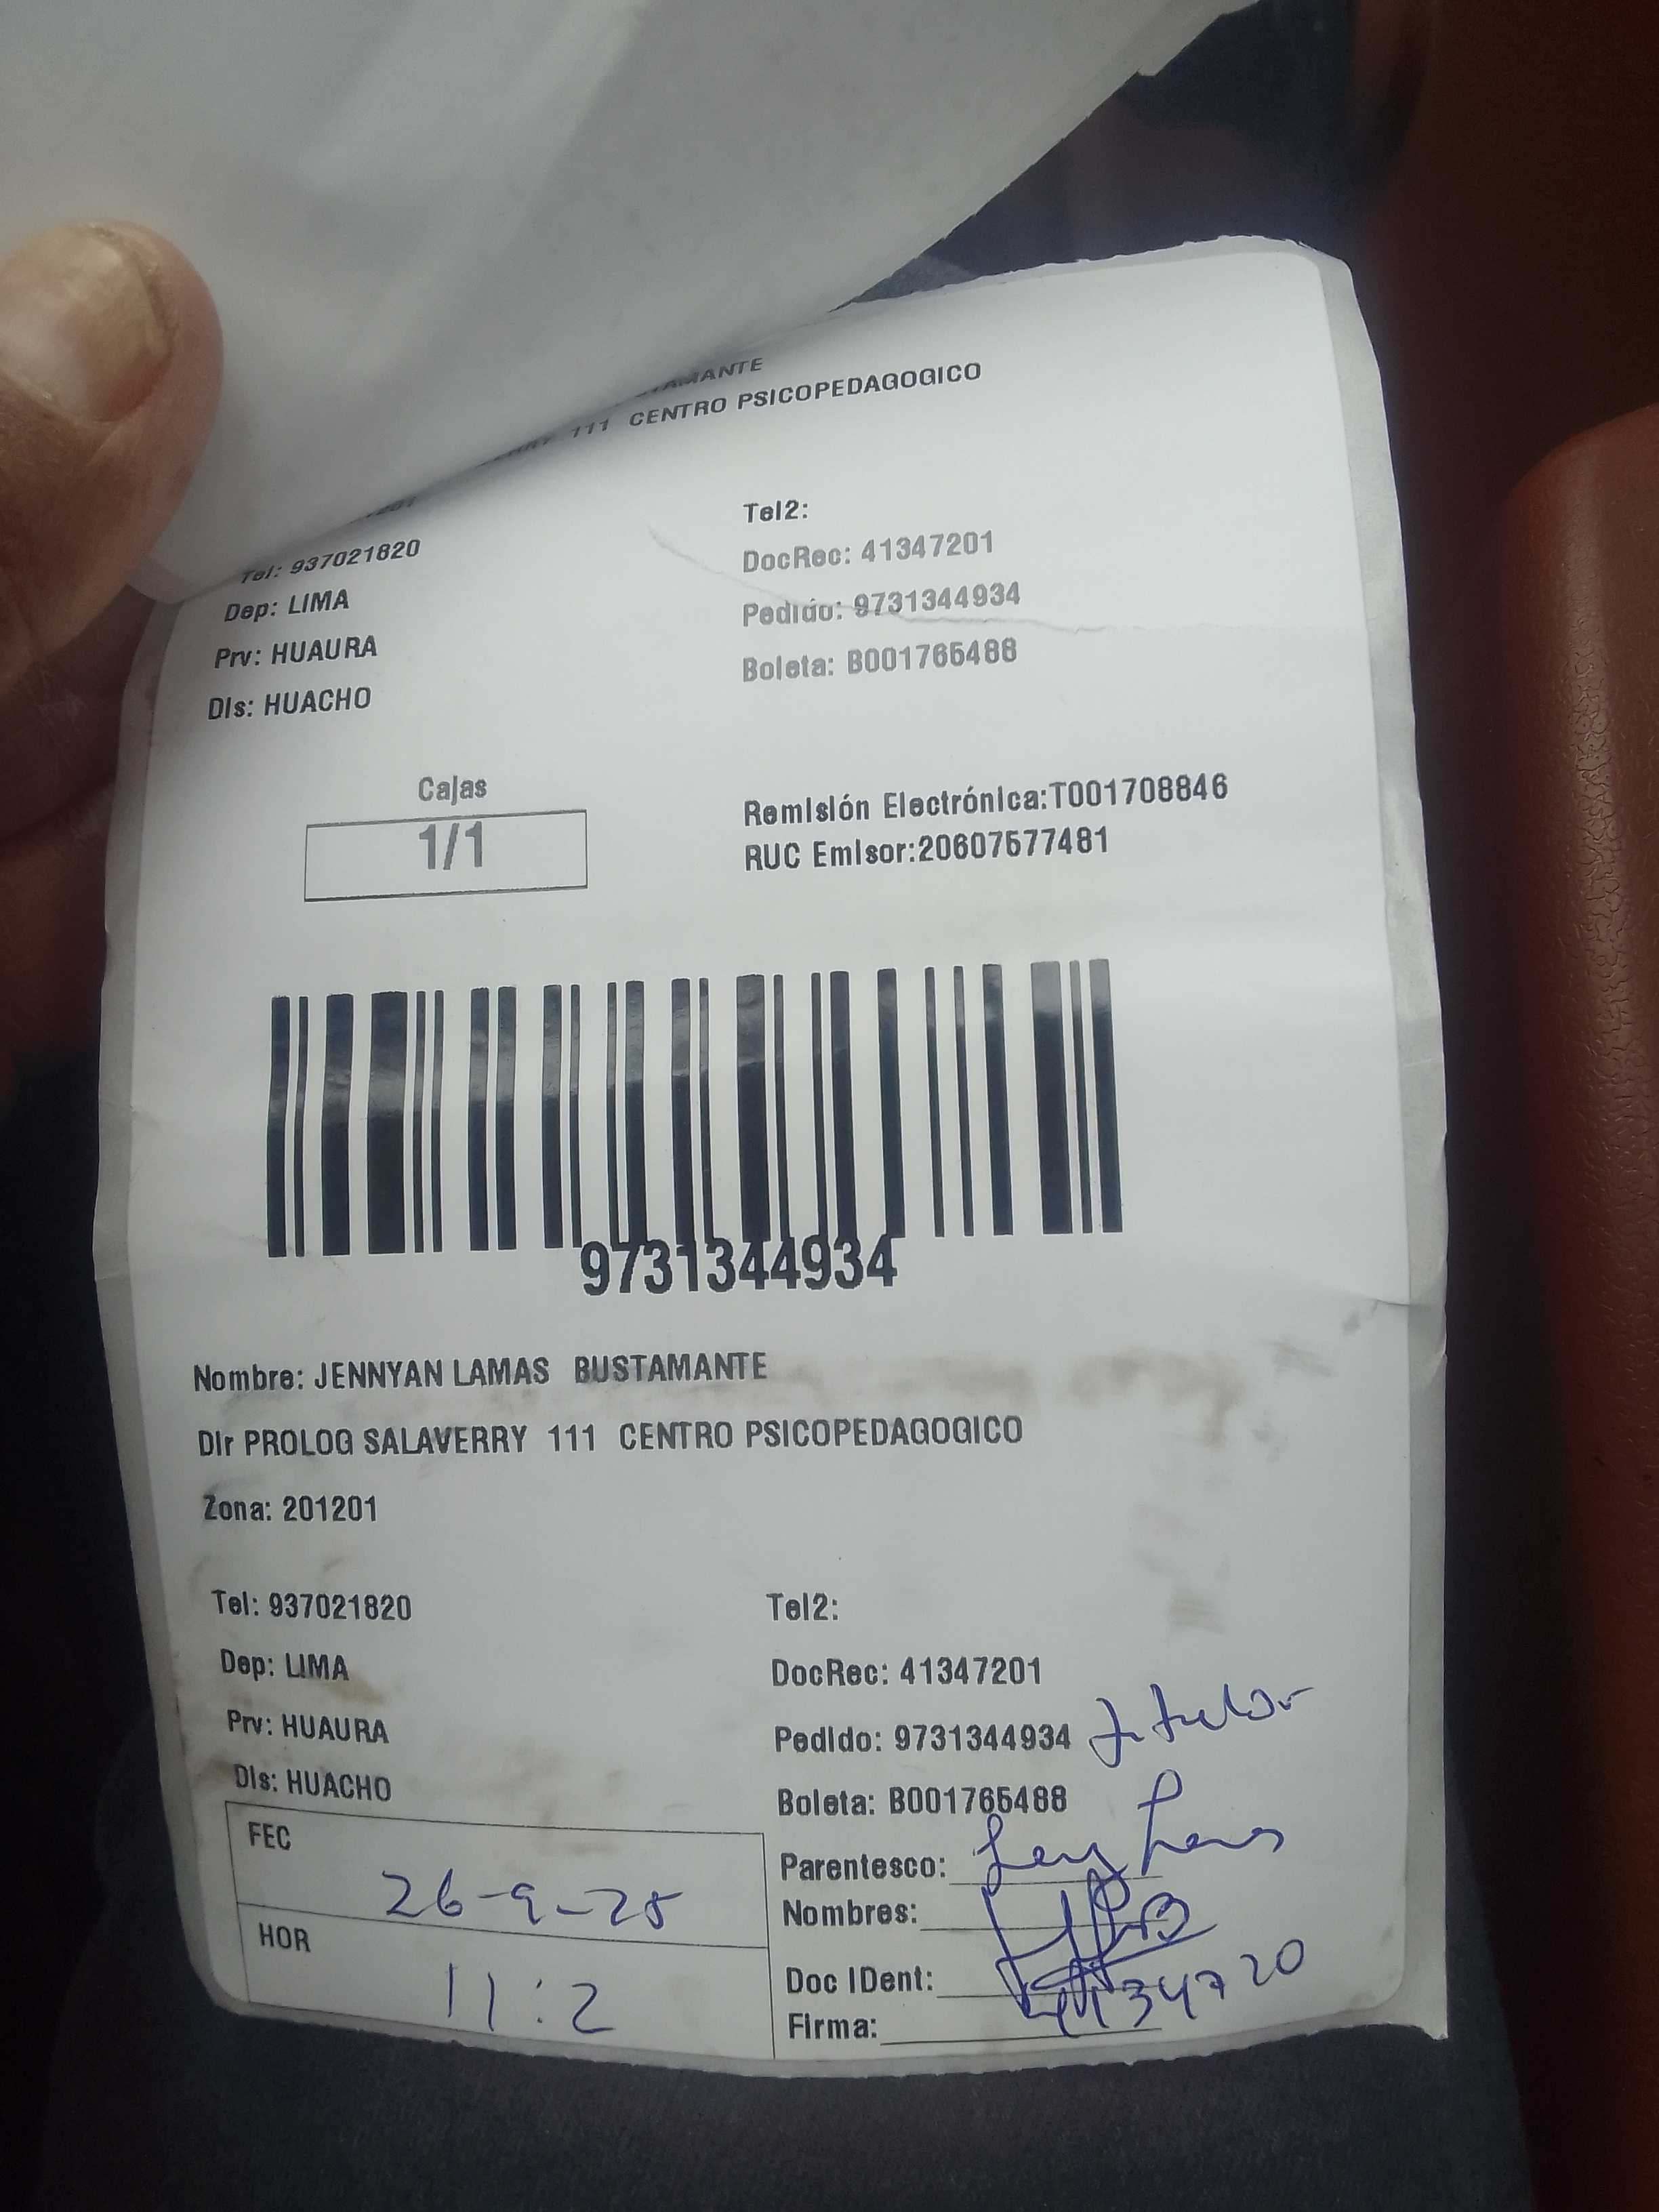 CENTRO PSICOPEDAGOGICO
111
Tel: 937021820
Tel2:
DocRec: 41347201
Dep: LIMA
Pedido: 9731344934
Prv: HUAURA
Boleta: B001765488
Dis: HUACHO
Cajas
1/1
Remisión Electrónica:T001708846
RUC Emisor:20607577481
9731344934
Nombre: JENNYAN LAMAS BUSTAMANTE
Dir PROLOG SALAVERRY 111 CENTRO PSICOPEDAGOGICO
Zona: 201201
Tel: 937021820
Tel2:
Dep: LIMA
DocRec: 41347201
Prv: HUAURA
Pedido: 9731344934 Titular
Dis: HUACHO
Boleta: B001765488
FEC
26-9-25
Parentesco:
Nombres:
HOR
11:2
Doc IDent:
Firma: